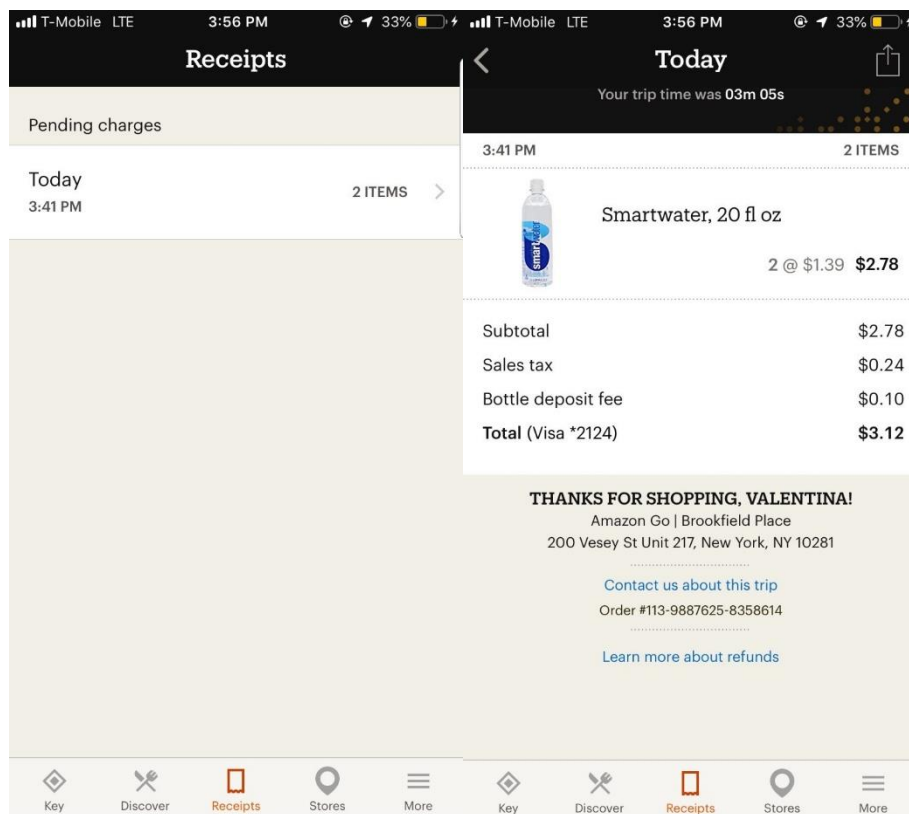 T-Mobile LTE 3:56 PM 33%
Receipts
Pending charges
Today
3:41 PM
2 ITEMS
Key Discover Receipts Stores More
T-Mobile LTE 3:56 PM 33%
Today
Your trip time was 03m 05s
3:41 PM 2 ITEMS
smartwater
Smartwater, 20 fl oz
2 @ $1.39 $2.78
Subtotal $2.78
Sales tax $0.24
Bottle deposit fee $0.10
Total (Visa *2124) $3.12
THANKS FOR SHOPPING, VALENTINA!
Amazon Go | Brookfield Place
200 Vesey St Unit 217, New York, NY 10281
Contact us about this trip
Order #113-9887625-8358614
Learn more about refunds
Key Discover Receipts Stores More